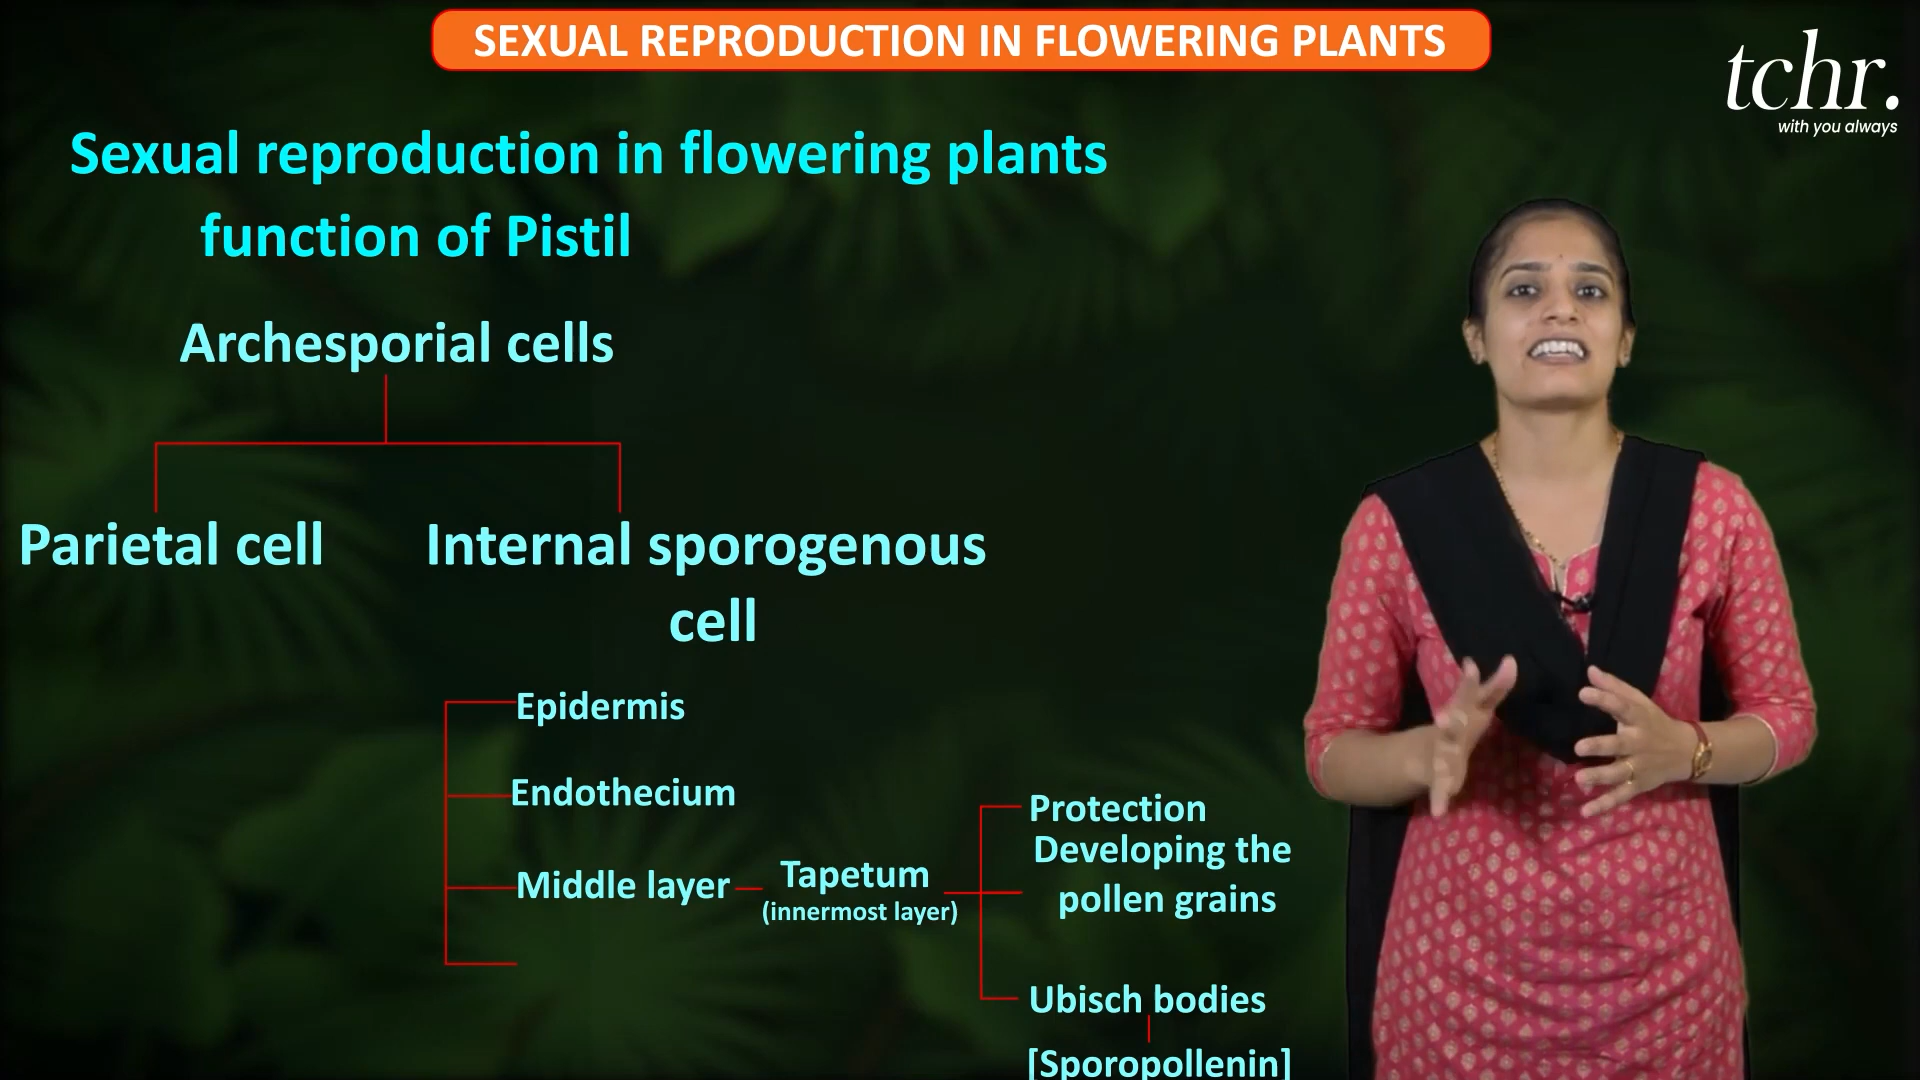 SEXUAL REPRODUCTION IN FLOWERING PLANTS
tchr.
with you always
Sexual reproduction in flowering plants
function of Pistil
Archesporial cells
Parietal cell
Internal sporogenous
cell
Epidermis
Endothecium
Middle layer
Tapetum
(innermost layer)
Protection
Developing the
pollen grains
Ubisch bodies
[Sporopollenin]